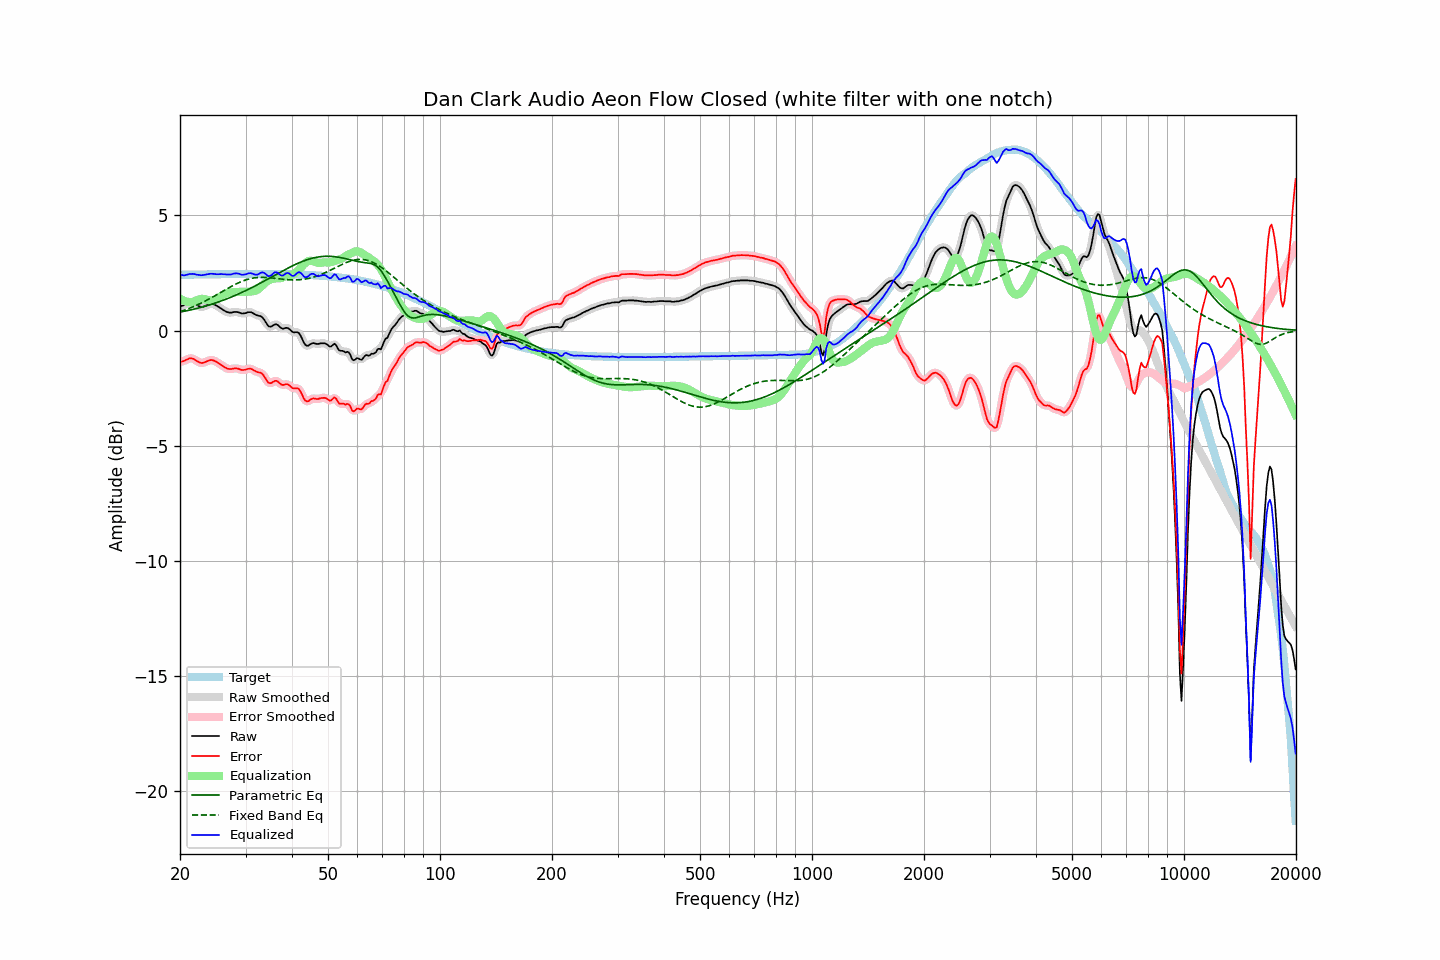 Dan Clark Audio Aeon Flow Closed (white filter with one notch)
Amplitude (dBr)
5
0
−5
−10
−15
−20
Target
Raw Smoothed
Error Smoothed
Raw
Error
Equalization
Parametric Eq
Fixed Band Eq
Equalized
20 50 100 200 500 1000 2000 5000 10000 20000
Frequency (Hz)